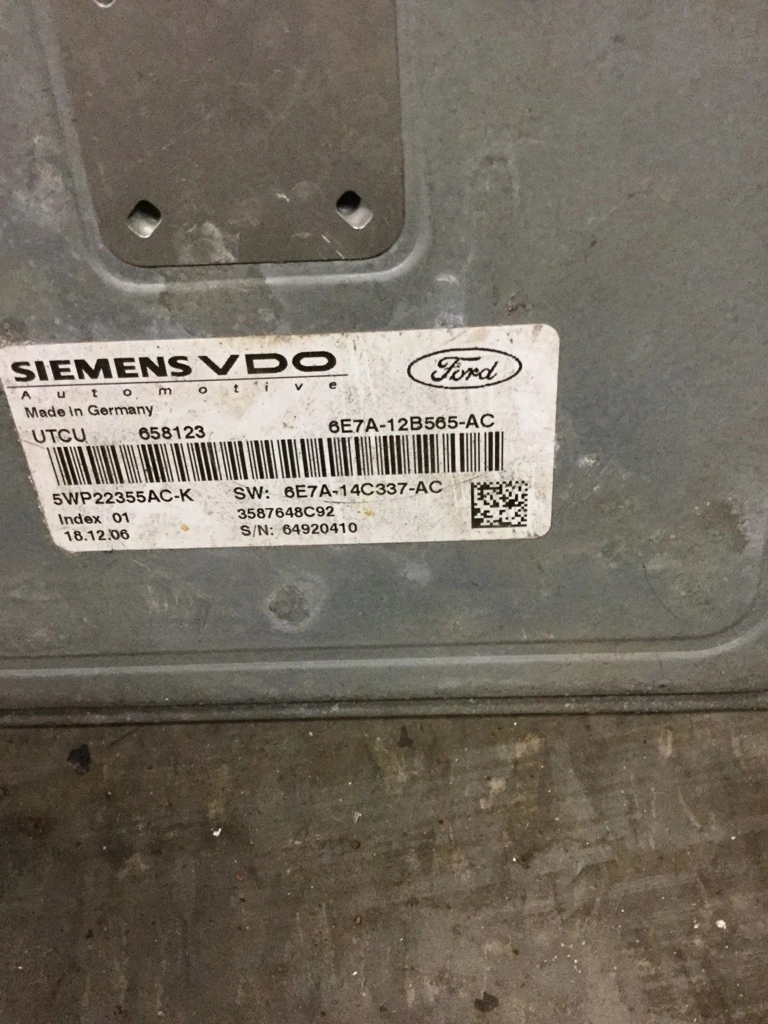 SIEMENS VDO
Automotive
Ford
Made in Germany
UTCU 658123 6E7A-12B565-AC
5WP22355AC-K SW: 6E7A-14C337-AC
Index 01 3587648C92
18.12.06 S/N: 64920410